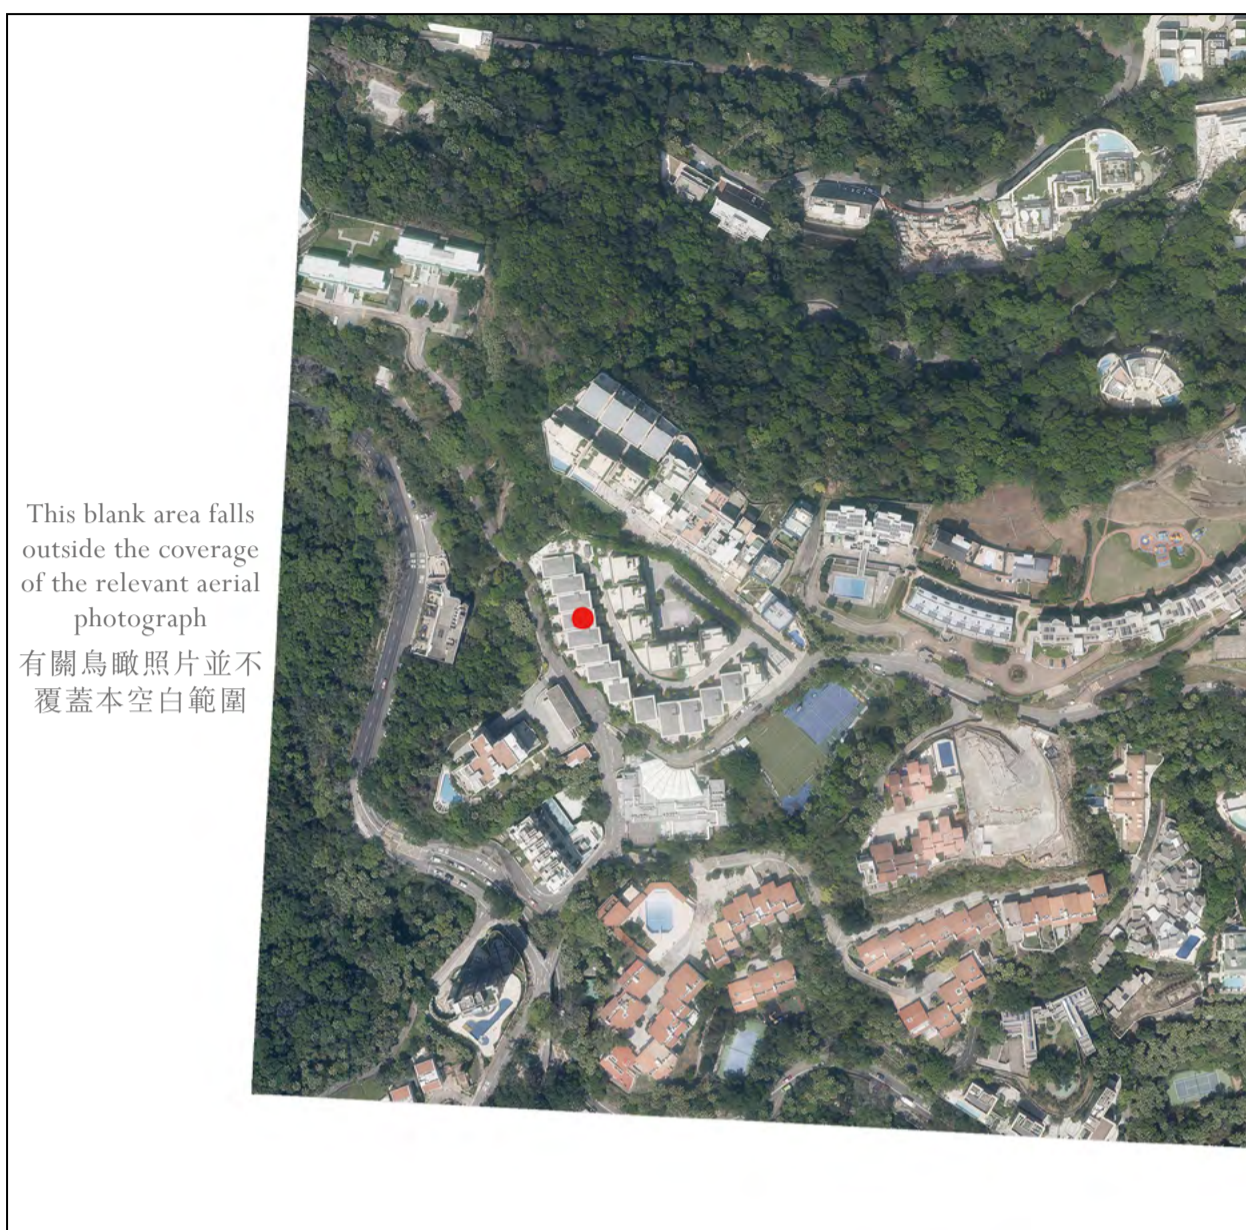 This blank area falls
outside the coverage
of the relevant aerial
photograph
有關鳥瞰照片並不
覆蓋本空白範圍